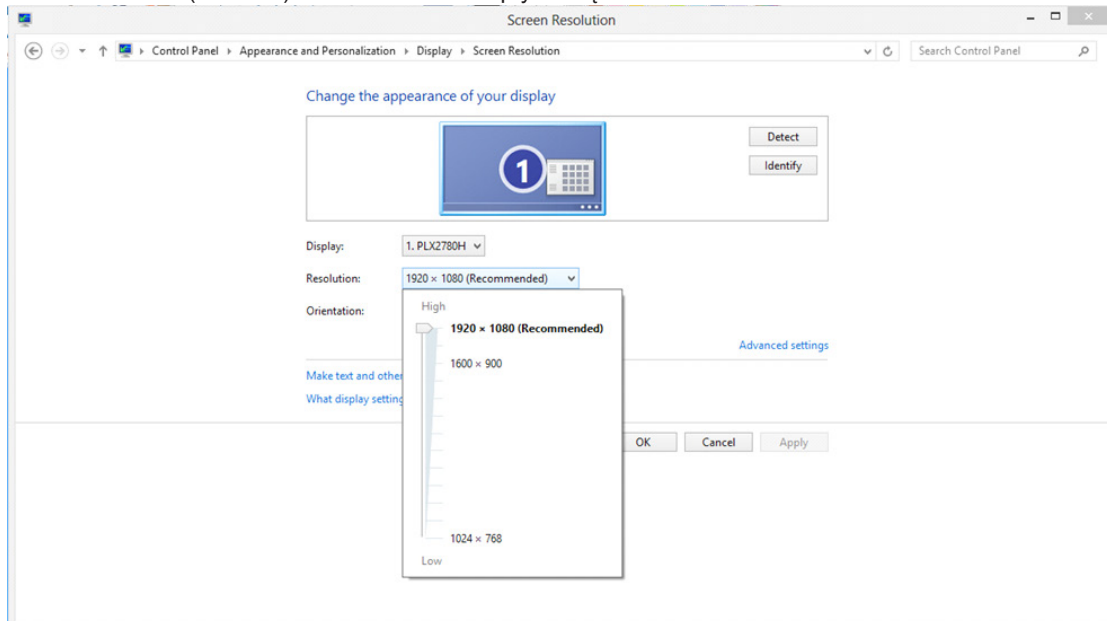 Screen Resolution
Control Panel Appearance and Personalization Display Screen Resolution
Search Control Panel
Change the appearance of your display
1
Detect
Identify
Display: 1. PLX2780H
Resolution: 1920 × 1080 (Recommended)
Orientation:
High
1920 × 1080 (Recommended)
1600 × 900
1024 × 768
Low
Advanced settings
Make text and other
What display setting
OK Cancel Apply